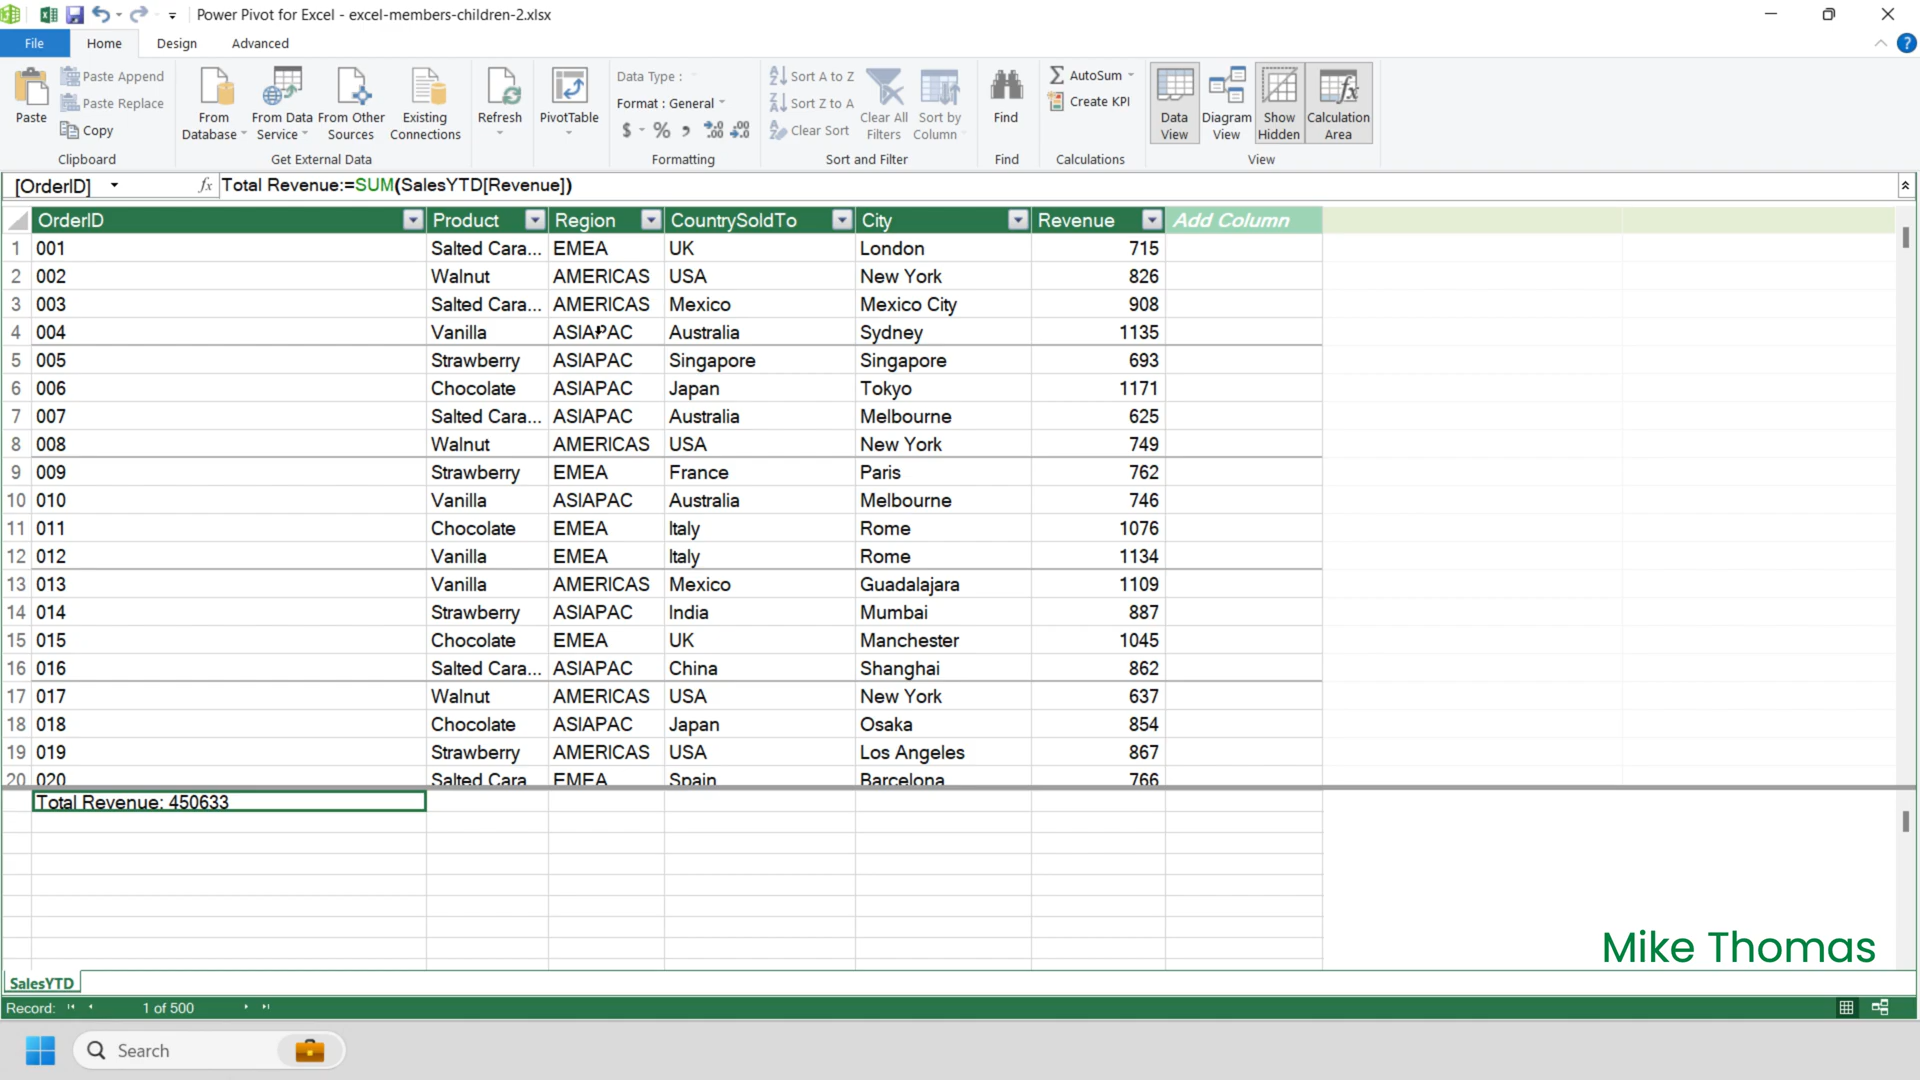 Power Pivot for Excel - excel-members-children-2.xlsx
File Home Design Advanced
Paste Paste Append Paste Replace Copy
Clipboard
From Database From Data Service From Other Sources Existing Connections
Get External Data
Refresh
PivotTable
Data Type :
Format : General
$ % , .00 .00
Formatting
Sort A to Z Sort Z to A Clear Sort Clear All Filters Sort by Column
Sort and Filter
Find
Find
AutoSum Create KPI
Calculations
Data View Diagram View Show Hidden Calculation Area
View
[OrderID] fx Total Revenue:=SUM(SalesYTD[Revenue])
OrderID Product Region CountrySoldTo City Revenue Add Column
1 001 Salted Cara... EMEA UK London 715
2 002 Walnut AMERICAS USA New York 826
3 003 Salted Cara... AMERICAS Mexico Mexico City 908
4 004 Vanilla ASIAPAC Australia Sydney 1135
5 005 Strawberry ASIAPAC Singapore Singapore 693
6 006 Chocolate ASIAPAC Japan Tokyo 1171
7 007 Salted Cara... ASIAPAC Australia Melbourne 625
8 008 Walnut AMERICAS USA New York 749
9 009 Strawberry EMEA France Paris 762
10 010 Vanilla ASIAPAC Australia Melbourne 746
11 011 Chocolate EMEA Italy Rome 1076
12 012 Vanilla EMEA Italy Rome 1134
13 013 Vanilla AMERICAS Mexico Guadalajara 1109
14 014 Strawberry ASIAPAC India Mumbai 887
15 015 Chocolate EMEA UK Manchester 1045
16 016 Salted Cara... ASIAPAC China Shanghai 862
17 017 Walnut AMERICAS USA New York 637
18 018 Chocolate ASIAPAC Japan Osaka 854
19 019 Strawberry AMERICAS USA Los Angeles 867
20 020 Salted Cara EMEA Spain Barcelona 766
Total Revenue: 450633
Mike Thomas
SalesYTD
Record: 1 of 500
Search